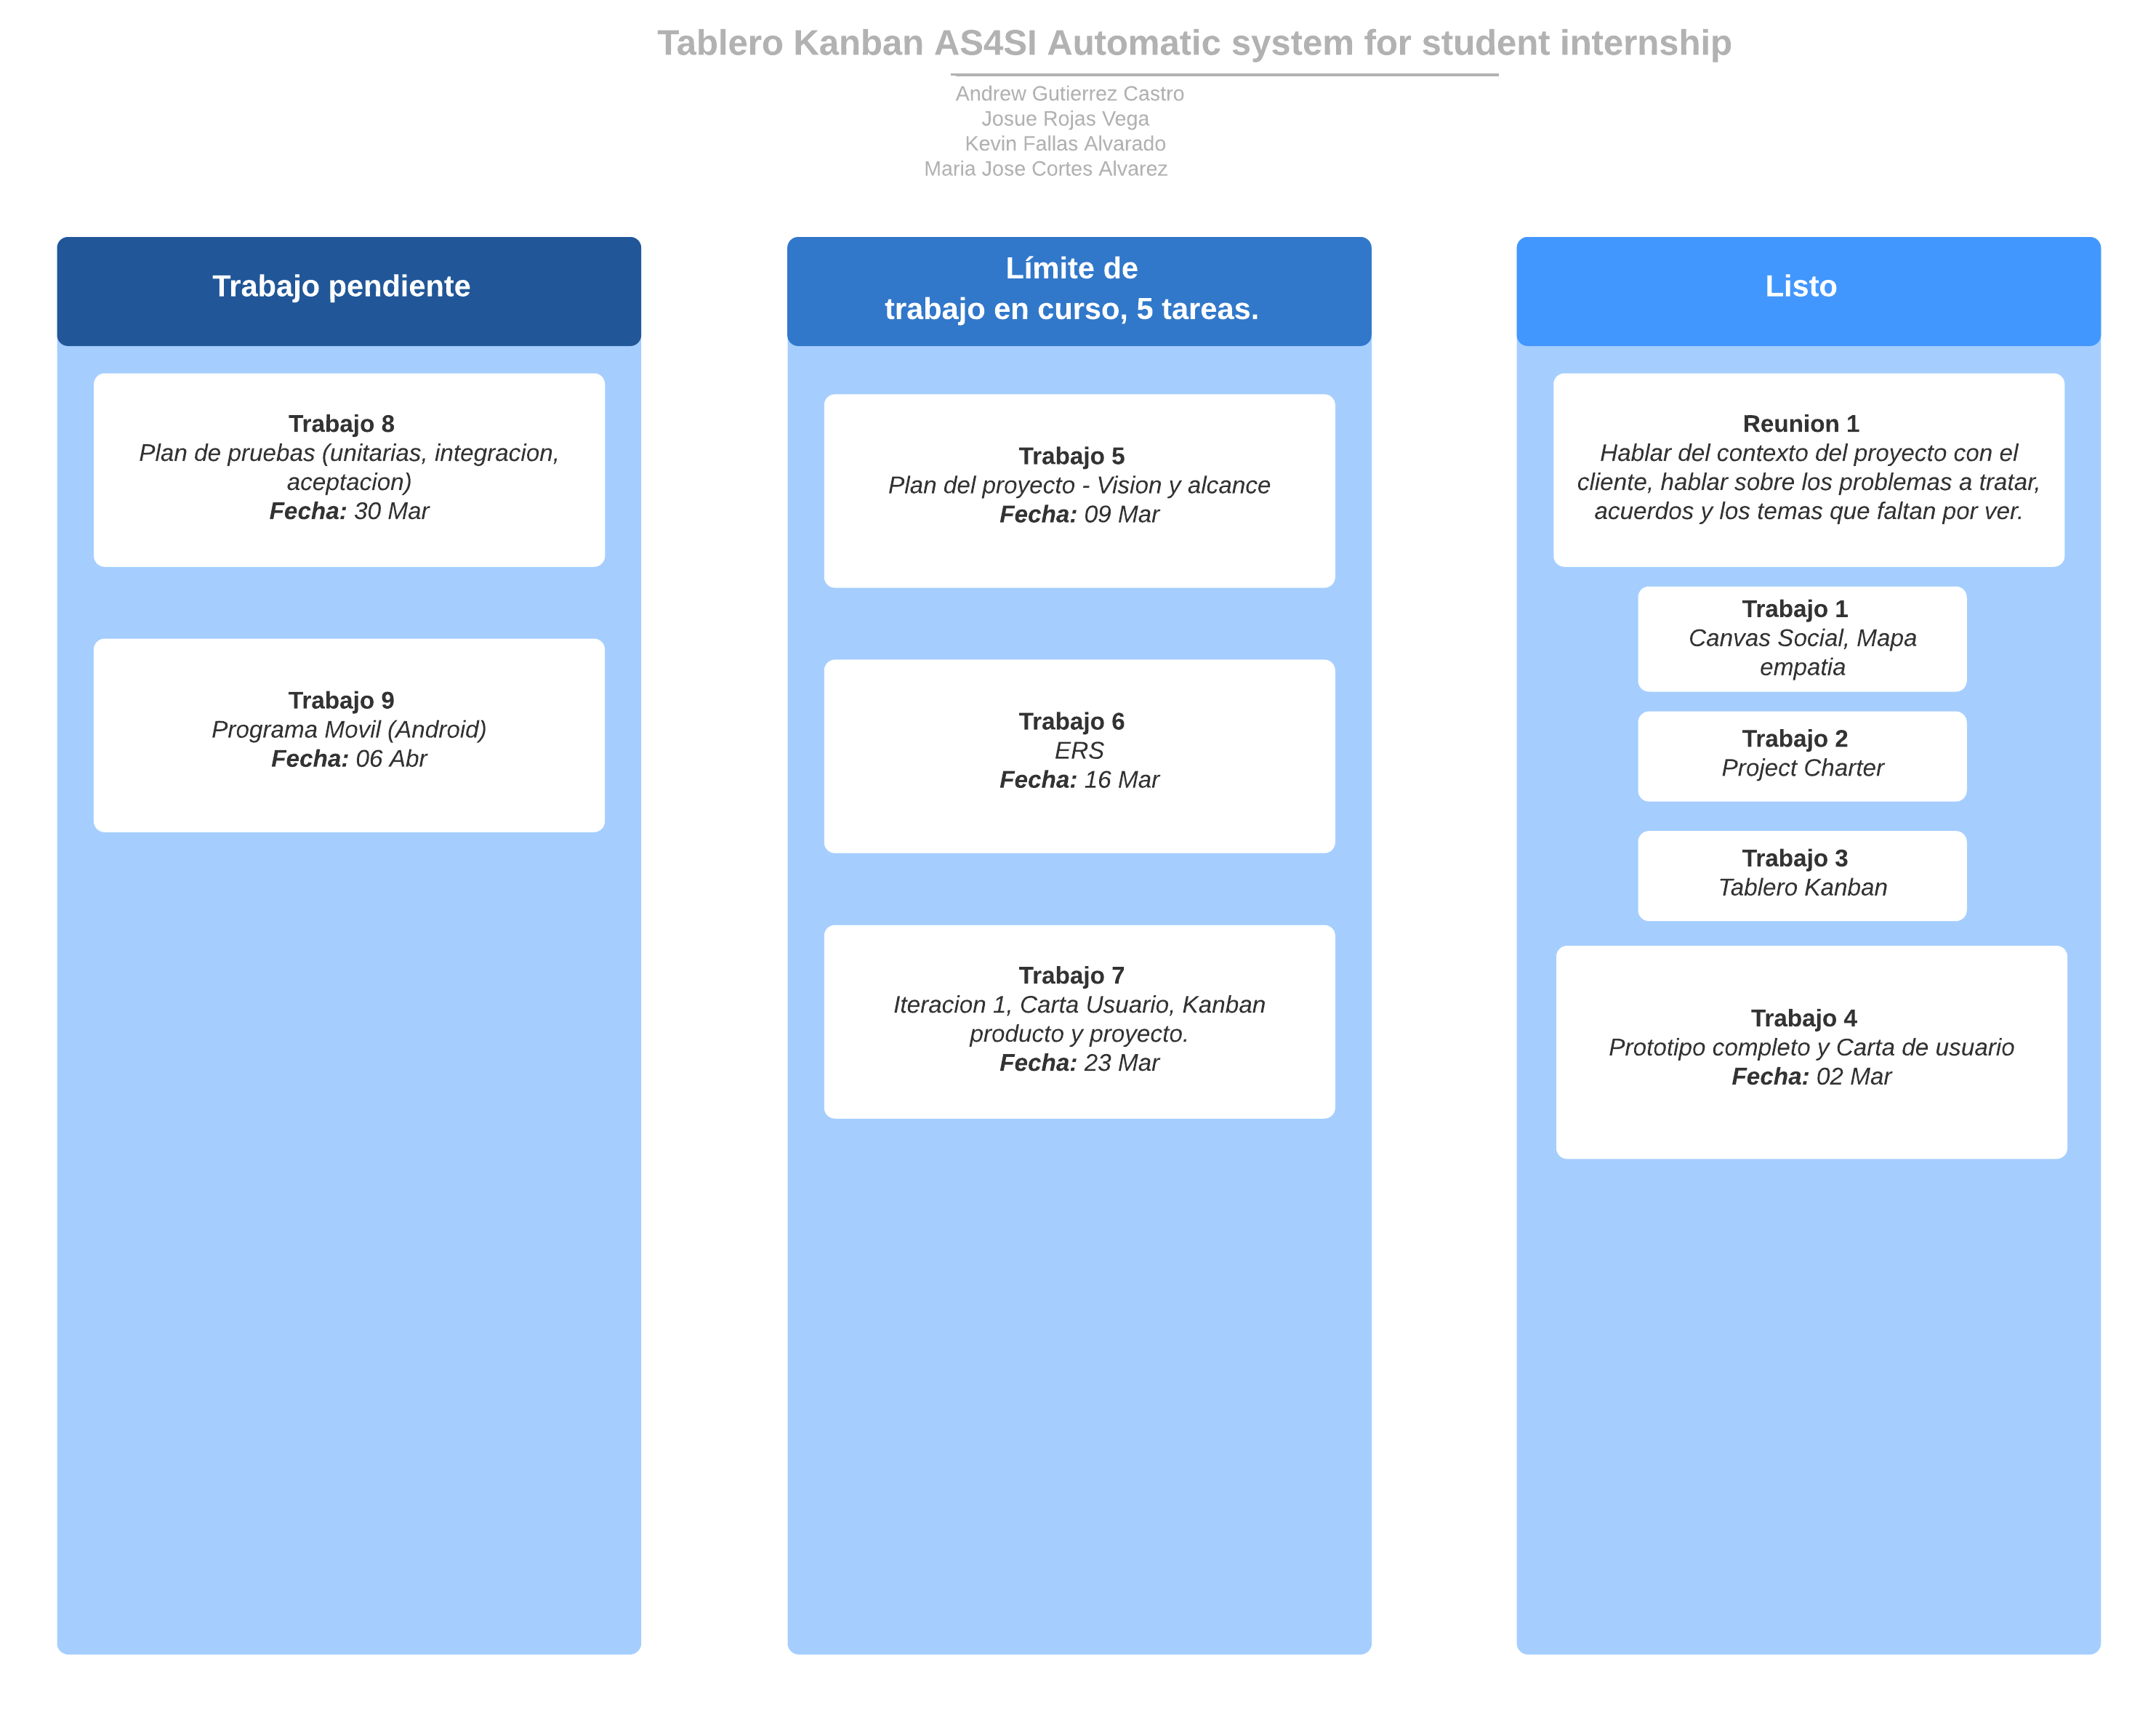 Tablero Kanban AS4SI Automatic system for student internship
Andrew Gutierrez Castro
Josue Rojas Vega
Kevin Fallas Alvarado
Maria Jose Cortes Alvarez
Trabajo pendiente
Trabajo 8
Plan de pruebas (unitarias, integracion,
aceptacion)
Fecha: 30 Mar
Trabajo 9
Programa Movil (Android)
Fecha: 06 Abr
Límite de
trabajo en curso, 5 tareas.
Trabajo 5
Plan del proyecto - Vision y alcance
Fecha: 09 Mar
Trabajo 6
ERS
Fecha: 16 Mar
Trabajo 7
Iteracion 1, Carta Usuario, Kanban
producto y proyecto.
Fecha: 23 Mar
Listo
Reunion 1
Hablar del contexto del proyecto con el
cliente, hablar sobre los problemas a tratar,
acuerdos y los temas que faltan por ver.
Trabajo 1
Canvas Social, Mapa
empatia
Trabajo 2
Project Charter
Trabajo 3
Tablero Kanban
Trabajo 4
Prototipo completo y Carta de usuario
Fecha: 02 Mar